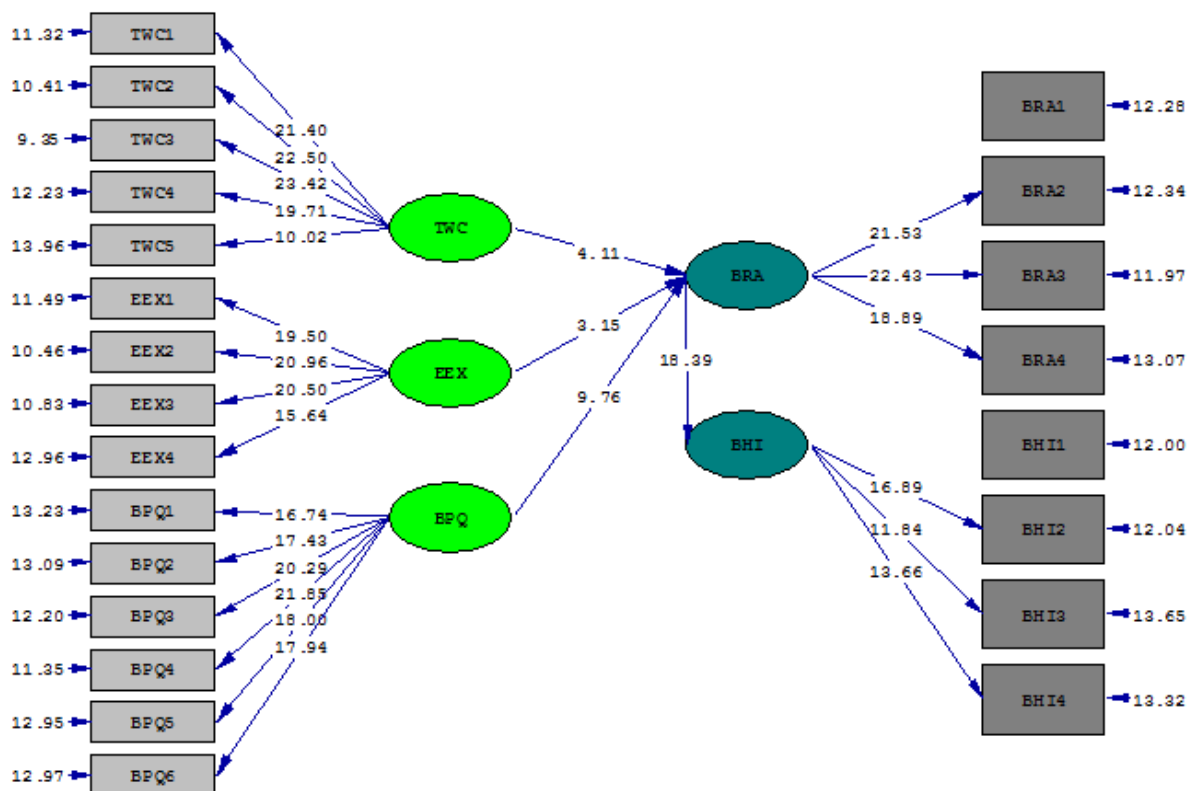 11.32 TWC1
10.41 TWC2
9.35 TWC3
12.23 TWC4
13.96 TWC5
11.49 EEX1
10.46 EEX2
10.83 EEX3
12.96 EEX4
13.23 BPQ1
13.09 BPQ2
12.20 BPQ3
11.35 BPQ4
12.95 BPQ5
12.97 BPQ6
21.40
22.50
23.42
19.71
10.02
19.50
20.96
20.50
15.64
16.74
17.43
20.29
21.85
18.00
17.94
TWC
EEX
BPQ
4.11
3.15
9.76
BRA
18.39
BHI
21.53
22.43
18.89
16.89
11.84
13.66
BRA1 12.28
BRA2 12.34
BRA3 11.97
BRA4 13.07
BHI1 12.00
BHI2 12.04
BHI3 13.65
BHI4 13.32